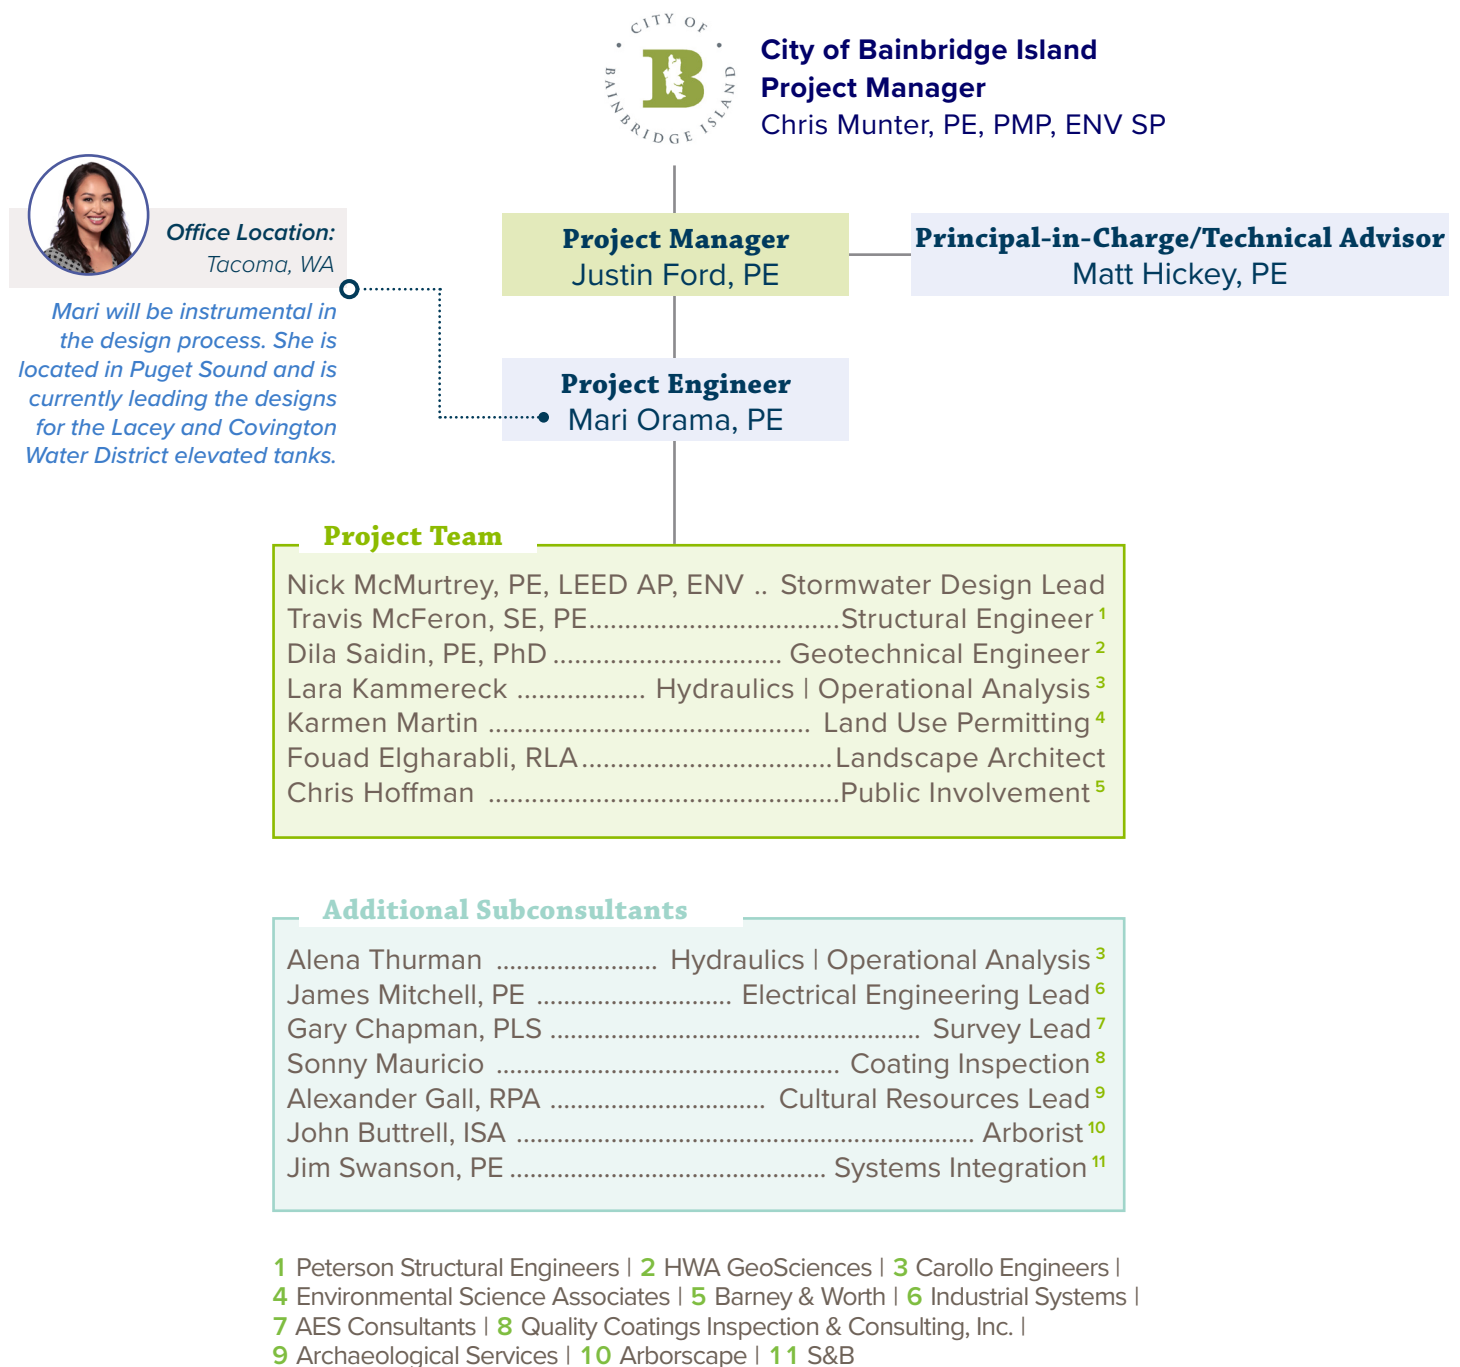 CITY OF
BAINBRIDGE ISLAND
B
City of Bainbridge Island
Project Manager
Chris Munter, PE, PMP, ENV SP
Office Location:
Tacoma, WA
Mari will be instrumental in
the design process. She is
located in Puget Sound and is
currently leading the designs
for the Lacey and Covington
Water District elevated tanks.
Project Manager
Justin Ford, PE
Principal-in-Charge/Technical Advisor
Matt Hickey, PE
Project Engineer
Mari Orama, PE
Project Team
Nick McMurtrey, PE, LEED AP, ENV .. Stormwater Design Lead
Travis McFeron, SE, PE...................................Structural Engineer 1
Dila Saidin, PE, PhD ................................ Geotechnical Engineer 2
Lara Kammereck .................. Hydraulics | Operational Analysis 3
Karmen Martin ............................................. Land Use Permitting 4
Fouad Elgharabli, RLA...................................Landscape Architect
Chris Hoffman .................................................Public Involvement 5
Additional Subconsultants
Alena Thurman ........................ Hydraulics | Operational Analysis 3
James Mitchell, PE ............................. Electrical Engineering Lead 6
Gary Chapman, PLS ....................................................... Survey Lead 7
Sonny Mauricio ................................................... Coating Inspection 8
Alexander Gall, RPA ................................ Cultural Resources Lead 9
John Buttrell, ISA .................................................................... Arborist 10
Jim Swanson, PE ............................................... Systems Integration 11
1 Peterson Structural Engineers | 2 HWA GeoSciences | 3 Carollo Engineers |
4 Environmental Science Associates | 5 Barney & Worth | 6 Industrial Systems |
7 AES Consultants | 8 Quality Coatings Inspection & Consulting, Inc. |
9 Archaeological Services | 10 Arborscape | 11 S&B